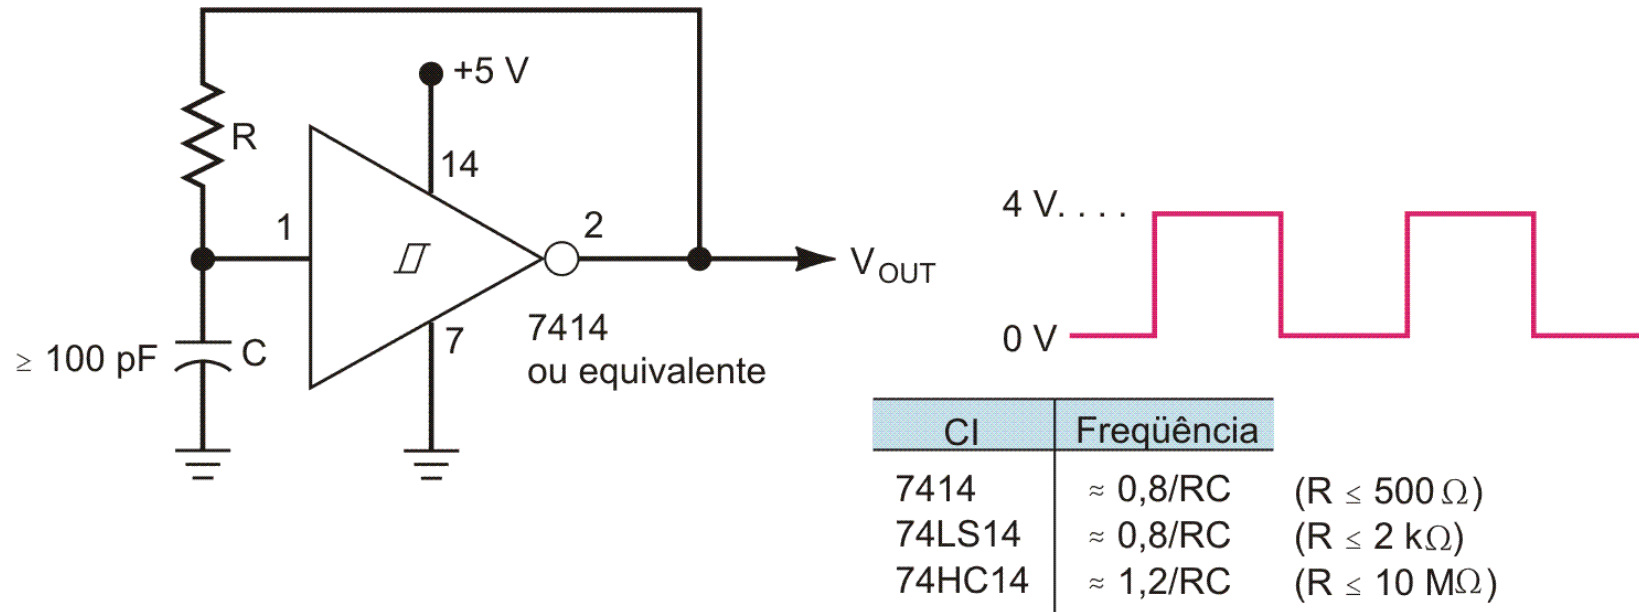 +5 V
R
14
1
2
4 V. . . .
V OUT
7
7414
ou equivalente
≥ 100 pF
C
0 V
CI Freqüência
7414 ≈ 0,8/RC (R ≤ 500 Ω)
74LS14 ≈ 0,8/RC (R ≤ 2 kΩ)
74HC14 ≈ 1,2/RC (R ≤ 10 MΩ)